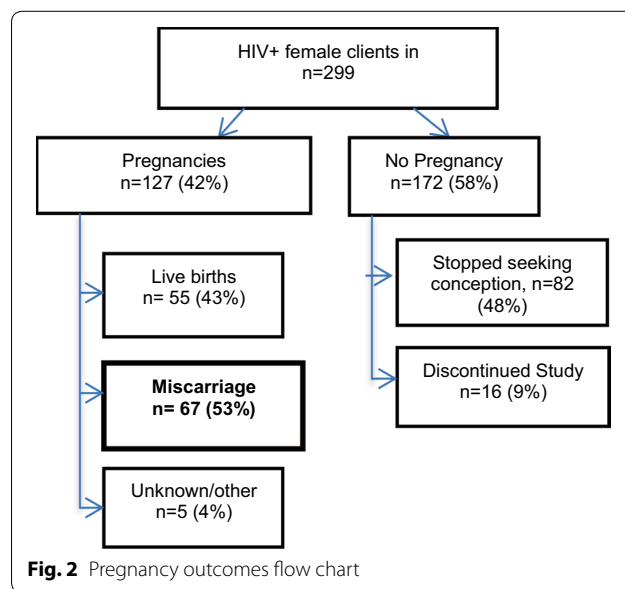 HIV+ female clients in
n=299
Pregnancies
n=127 (42%)
No Pregnancy
n=172 (58%)
Live births
n= 55 (43%)
Stopped seeking
conception, n=82
(48%)
Miscarriage
n= 67 (53%)
Discontinued Study
n=16 (9%)
Unknown/other
n=5 (4%)
Fig. 2 Pregnancy outcomes flow chart